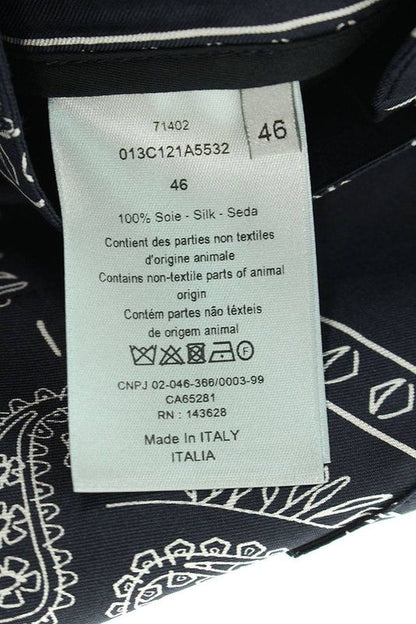 71402
46
013C121A5532
46
100% Soie - Silk - Seda
Contient des parties non textiles
d'origine animale
Contains non-textile parts of animal
origin
Contém partes não têxteis
de origem animal
F
CNPJ 02-046-366/0003-99
CA65281
RN : 143628
Made In ITALY
ITALIA